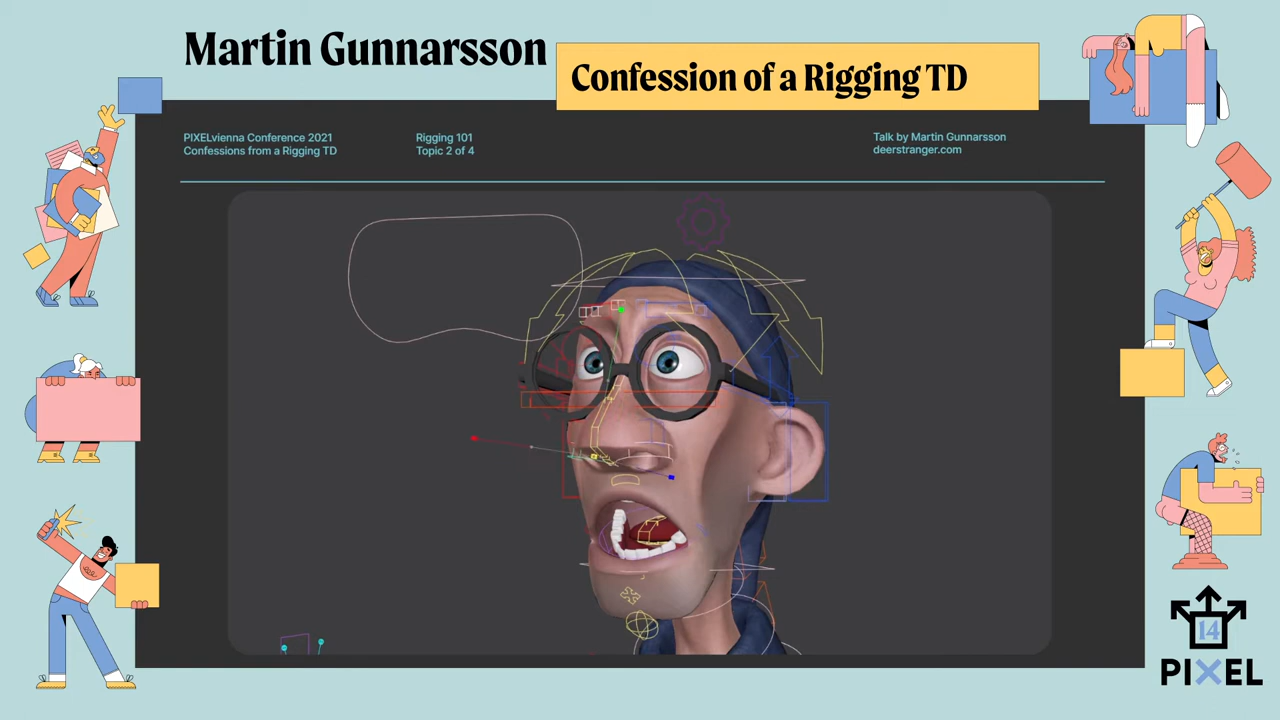 Martin Gunnarsson
Confession of a Rigging TD
PIXELvienna Conference 2021
Confessions from a Rigging TD
Rigging 101
Topic 2 of 4
Talk by Martin Gunnarsson
deerstranger.com
14
PIXEL